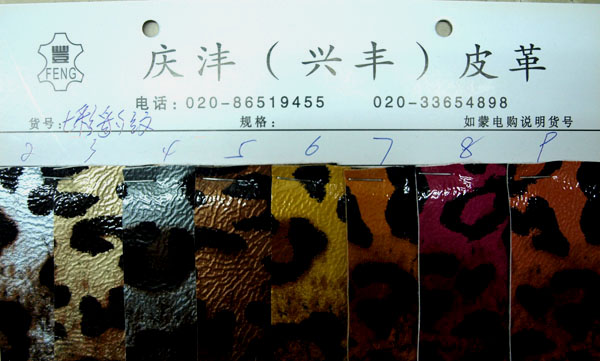 FENG
庆沣（兴丰）皮革
电话：020-86519455 020-33654898
货号： 规格： 如蒙电购说明货号
2 3 4 5 6 7 8 9